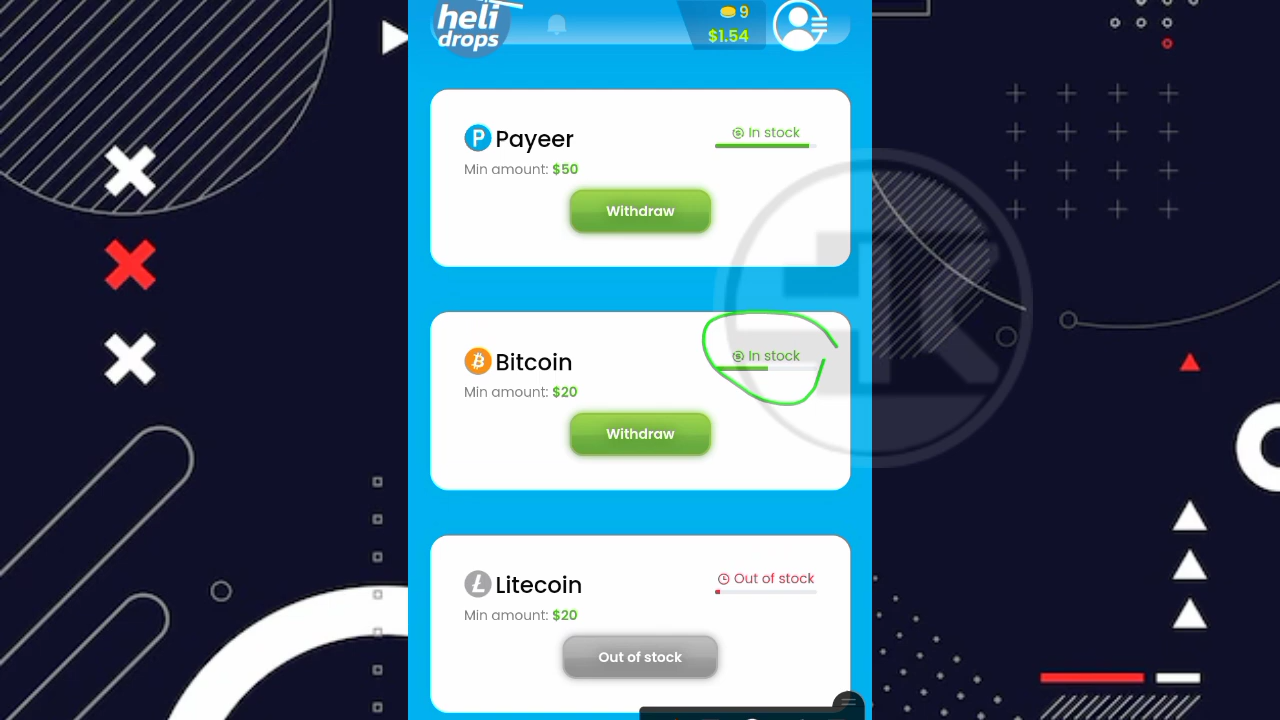 heli
drops
9
$1.54
Payeer
In stock
Min amount: $50
Withdraw
Bitcoin
In stock
Min amount: $20
Withdraw
Litecoin
Out of stock
Min amount: $20
Out of stock